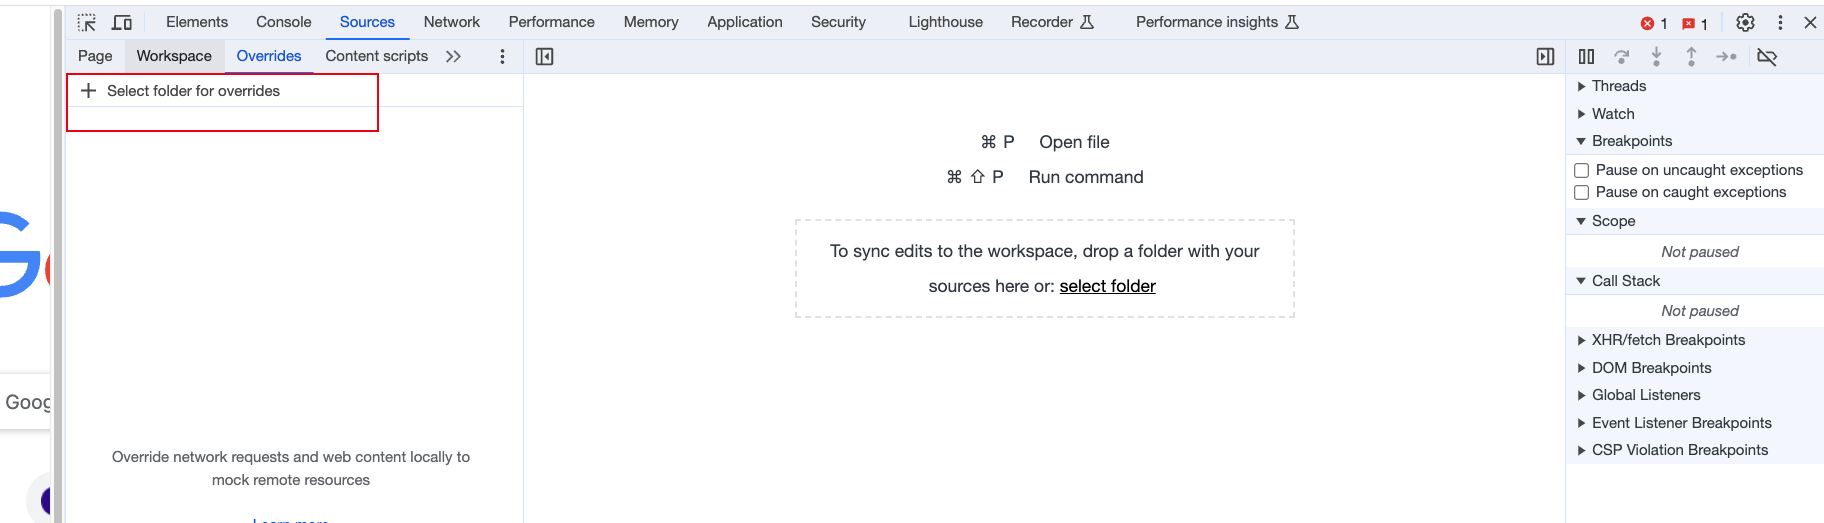 Elements Console Sources Network Performance Memory Application Security Lighthouse Recorder Performance insights 1 1
Page Workspace Overrides Content scripts
Select folder for overrides
⌘ P Open file
⌘ ⇧ P Run command
To sync edits to the workspace, drop a folder with your
sources here or: select folder
Override network requests and web content locally to
mock remote resources
Learn more
Threads
Watch
Breakpoints
Pause on uncaught exceptions
Pause on caught exceptions
Scope
Not paused
Call Stack
Not paused
XHR/fetch Breakpoints
DOM Breakpoints
Global Listeners
Event Listener Breakpoints
CSP Violation Breakpoints
G
Goog